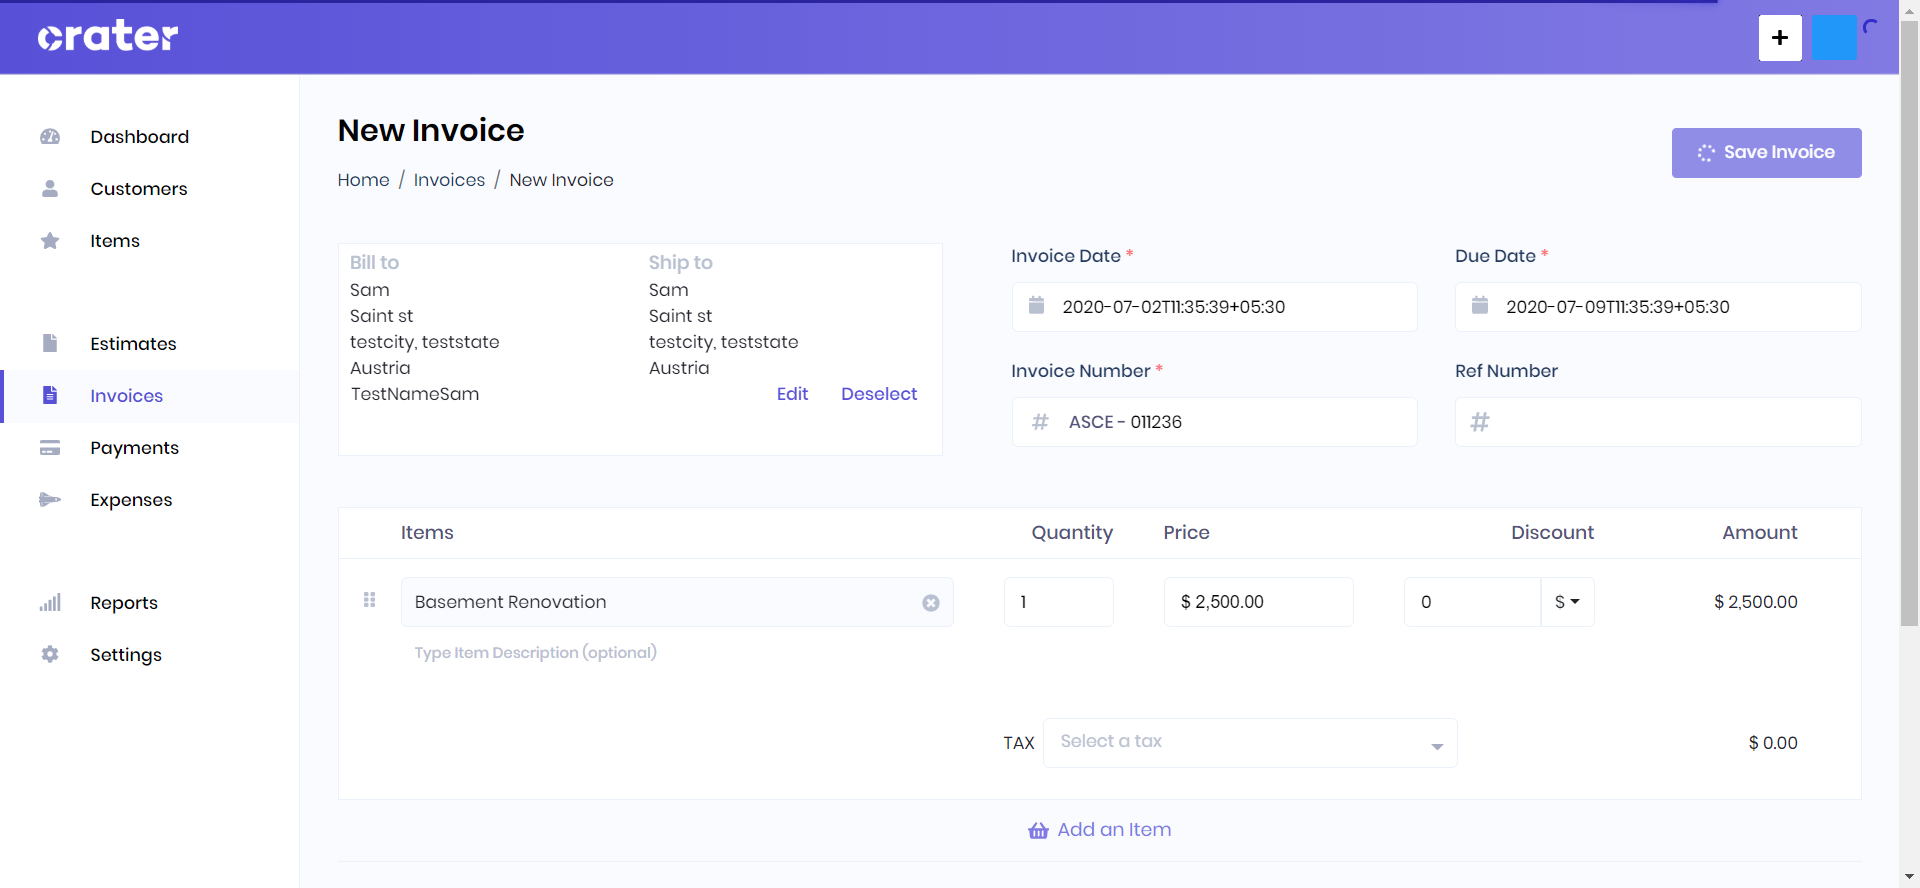 crater
+
Dashboard
Customers
Items
Estimates
Invoices
Payments
Expenses
Reports
Settings
New Invoice
Home / Invoices / New Invoice
Save Invoice
Bill to
Sam
Saint st
testcity, teststate
Austria
TestNameSam
Ship to
Sam
Saint st
testcity, teststate
Austria
Edit Deselect
Invoice Date *
2020-07-02T11:35:39+05:30
Due Date *
2020-07-09T11:35:39+05:30
Invoice Number *
# ASCE - 011236
Ref Number
#
Items Quantity Price Discount Amount
Basement Renovation 1 $ 2,500.00 0 $ $ 2,500.00
Type Item Description (optional)
TAX Select a tax $ 0.00
Add an Item